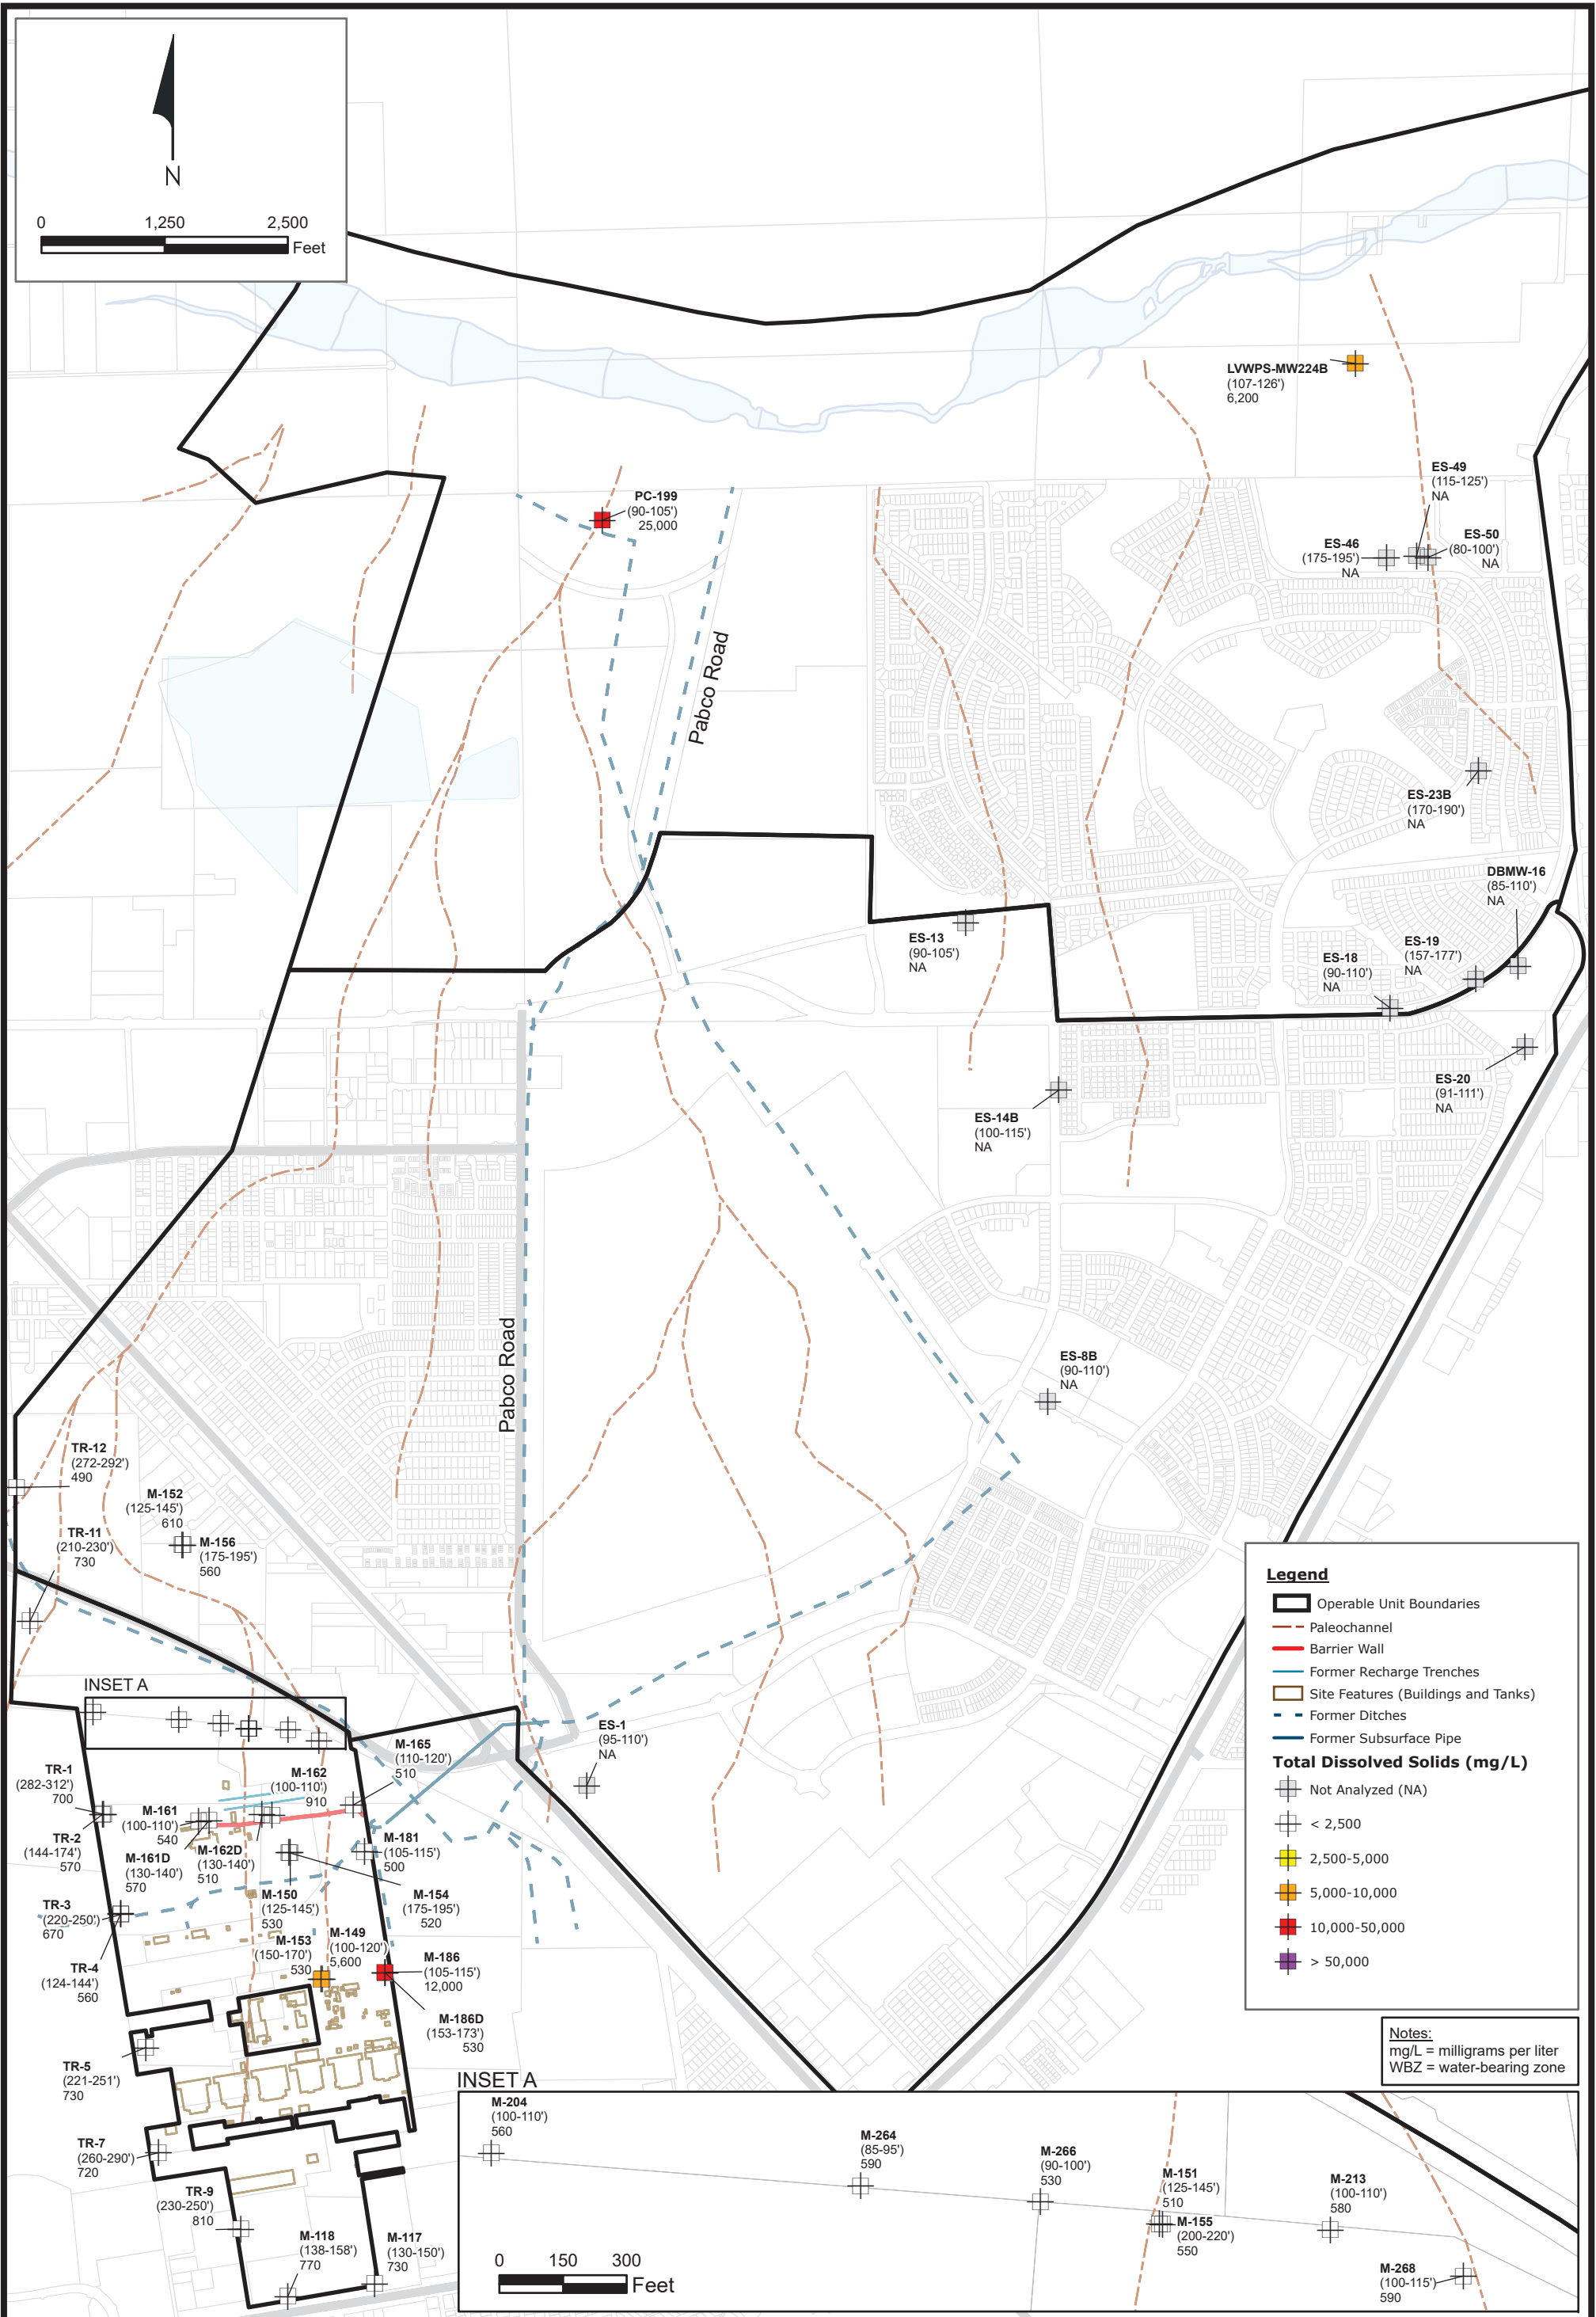 N
0 1,250 2,500
Feet
LVWPS-MW224B
(107-126')
6,200
ES-49
(115-125')
NA
PC-199
(90-105')
25,000
ES-46
(175-195')
NA
ES-50
(80-100')
NA
Pabco Road
ES-23B
(170-190')
NA
DBMW-16
(85-110')
NA
ES-13
(90-105')
NA
ES-19
(157-177')
NA
ES-18
(90-110')
NA
ES-20
(91-111')
NA
ES-14B
(100-115')
NA
Pabco Road
ES-8B
(90-110')
NA
TR-12
(272-292')
490
M-152
(125-145')
610
TR-11
(210-230')
730
M-156
(175-195')
560
INSET A
ES-1
(95-110')
NA
M-165
(110-120')
510
TR-1
(282-312')
700
M-162
(100-110')
910
M-161
(100-110')
540
TR-2
(144-174')
570
M-161D
(130-140')
570
M-162D
(130-140')
510
M-181
(105-115')
500
M-150
(125-145')
530
M-154
(175-195')
520
TR-3
(220-250')
670
M-153
(150-170')
530
M-149
(100-120')
5,600
M-186
(105-115')
12,000
TR-4
(124-144')
560
M-186D
(153-173')
530
TR-5
(221-251')
730
TR-7
(260-290')
720
TR-9
(230-250')
810
M-118
(138-158')
770
M-117
(130-150')
730
Legend
Operable Unit Boundaries
Paleochannel
Barrier Wall
Former Recharge Trenches
Site Features (Buildings and Tanks)
Former Ditches
Former Subsurface Pipe
Total Dissolved Solids (mg/L)
Not Analyzed (NA)
< 2,500
2,500-5,000
5,000-10,000
10,000-50,000
> 50,000
Notes:
mg/L = milligrams per liter
WBZ = water-bearing zone
INSET A
M-204
(100-110')
560
M-264
(85-95')
590
M-266
(90-100')
530
M-151
(125-145')
510
M-155
(200-220')
550
M-213
(100-110')
580
M-268
(100-115')
590
0 150 300
Feet